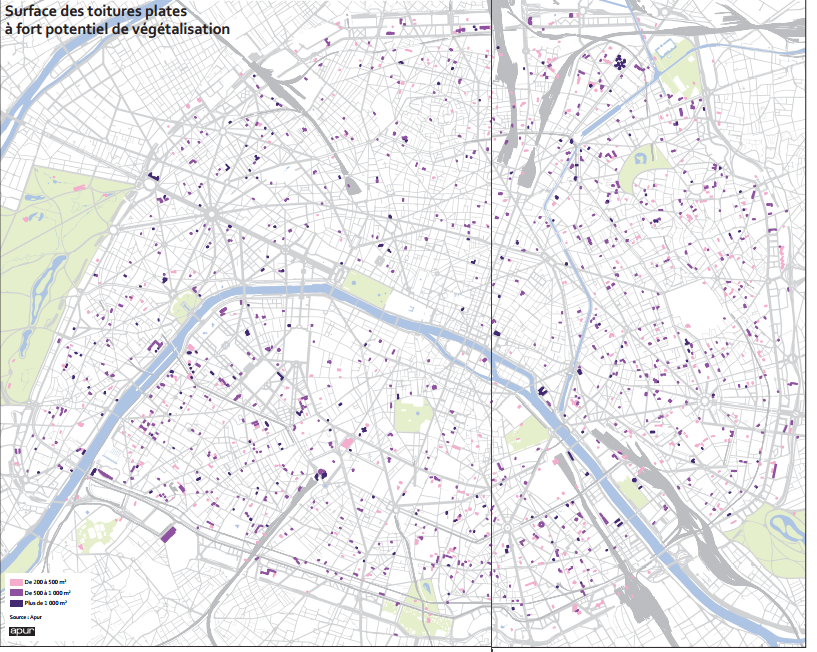 Surface des toitures plates
à fort potentiel de végétalisation
De 200 à 500 m²
De 500 à 1 000 m²
Plus de 1 000 m²
Source : Apur
apur